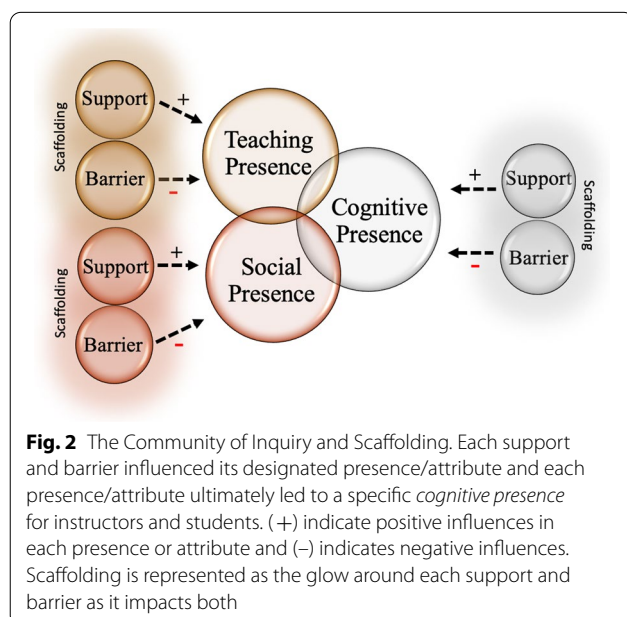 Scaffolding
Support
+
Barrier
–
Scaffolding
Support
+
Barrier
–
Teaching
Presence
Social
Presence
Cognitive
Presence
+
Support
–
Barrier
Scaffolding
Fig. 2 The Community of Inquiry and Scaffolding. Each support
and barrier influenced its designated presence/attribute and each
presence/attribute ultimately led to a specific cognitive presence
for instructors and students. (+) indicate positive influences in
each presence or attribute and (–) indicates negative influences.
Scaffolding is represented as the glow around each support and
barrier as it impacts both